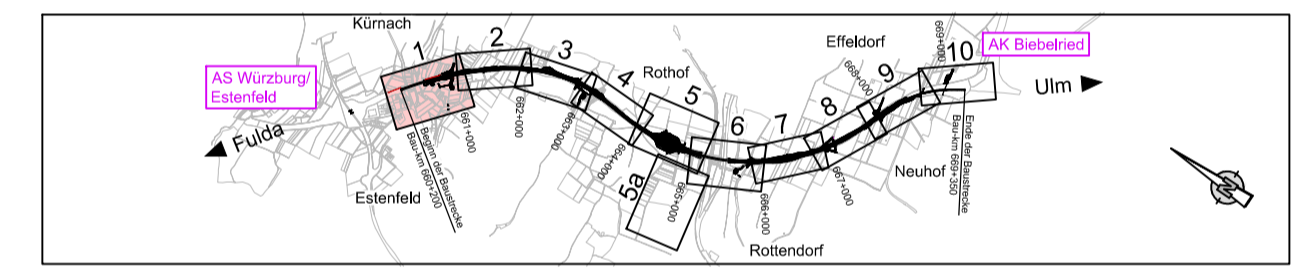 Kürnach
AS Würzburg/
Estenfeld
Fulda
Estenfeld
1
2
3
4
5
5a
6
7
8
9
10
Rothof
Effeldorf
AK Biebelried
Ulm
Neuhof
Rottendorf
Beginn der Baustrecke
Bau-km 660+200
661+000
662+000
663+000
664+000
665+000
666+000
667+000
668+000
669+000
Ende der Baustrecke
Bau-km 669+350
N